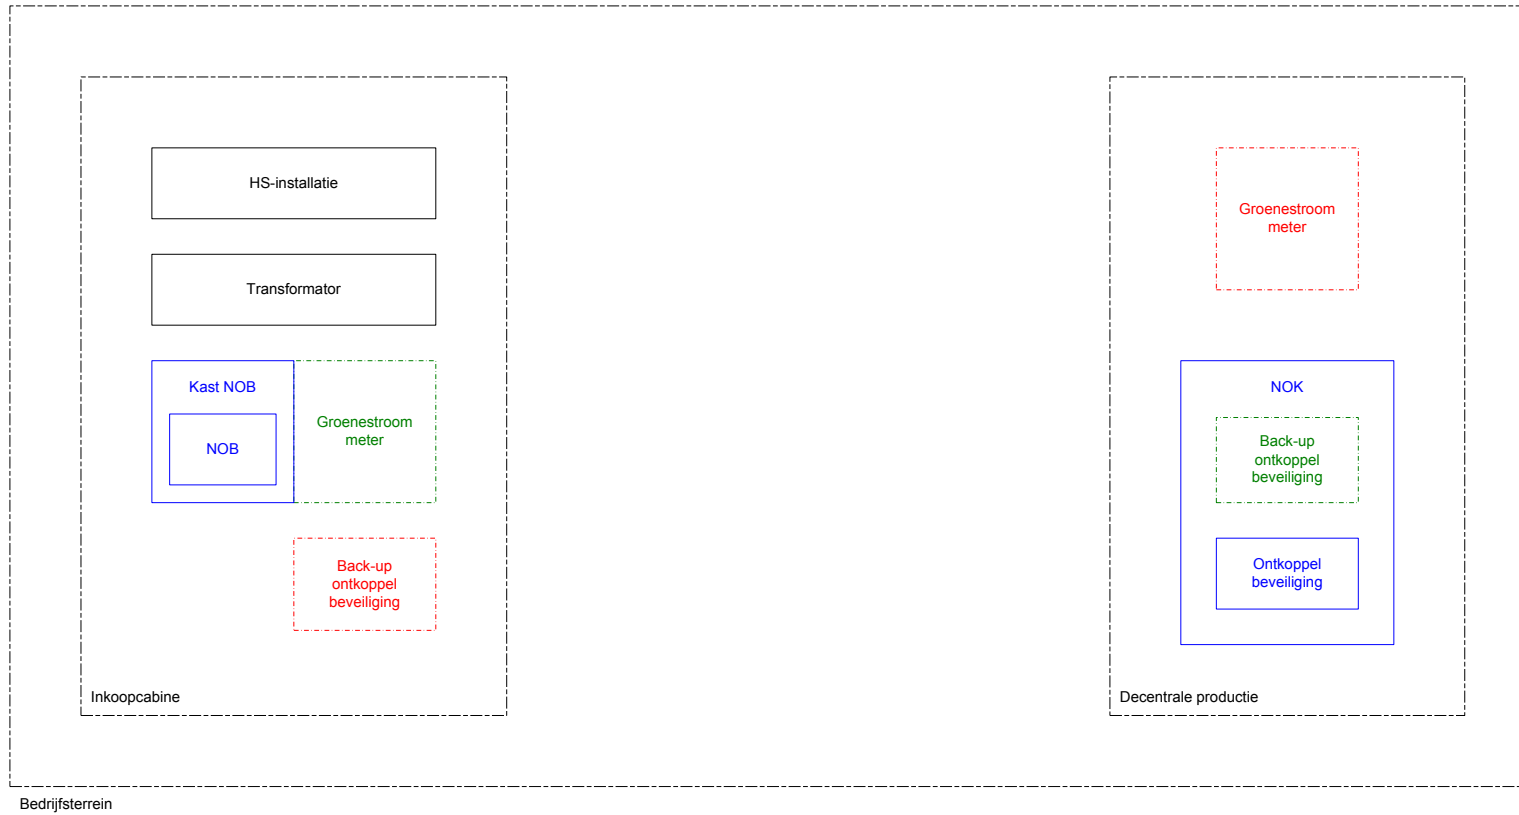 HS-installatie
Transformator
Kast NOB
NOB
Groenestroom
meter
Back-up
ontkoppel
beveiliging
Inkoopcabine
Groenestroom
meter
NOK
Back-up
ontkoppel
beveiliging
Ontkoppel
beveiliging
Decentrale productie
Bedrijfsterrein